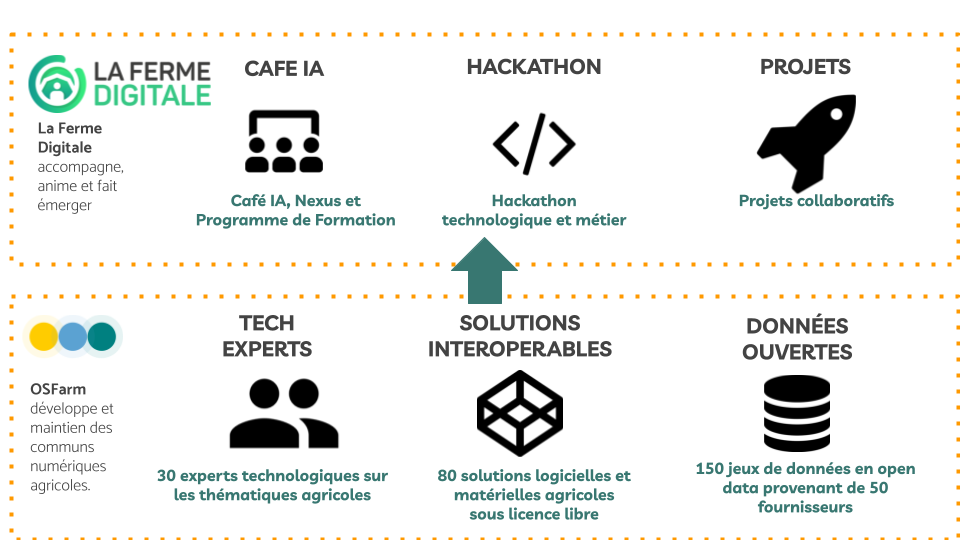 LA FERME
DIGITALE
La Ferme
Digitale
accompagne,
anime et fait
émerger
CAFE IA
Café IA, Nexus et
Programme de Formation
HACKATHON
Hackathon
technologique et métier
PROJETS
Projets collaboratifs
OSFarm
développe et
maintien des
communs
numériques
agricoles.
TECH
EXPERTS
30 experts technologiques sur
les thématiques agricoles
SOLUTIONS
INTEROPERABLES
80 solutions logicielles et
matérielles agricoles
sous licence libre
DONNÉES
OUVERTES
150 jeux de données en open
data provenant de 50
fournisseurs